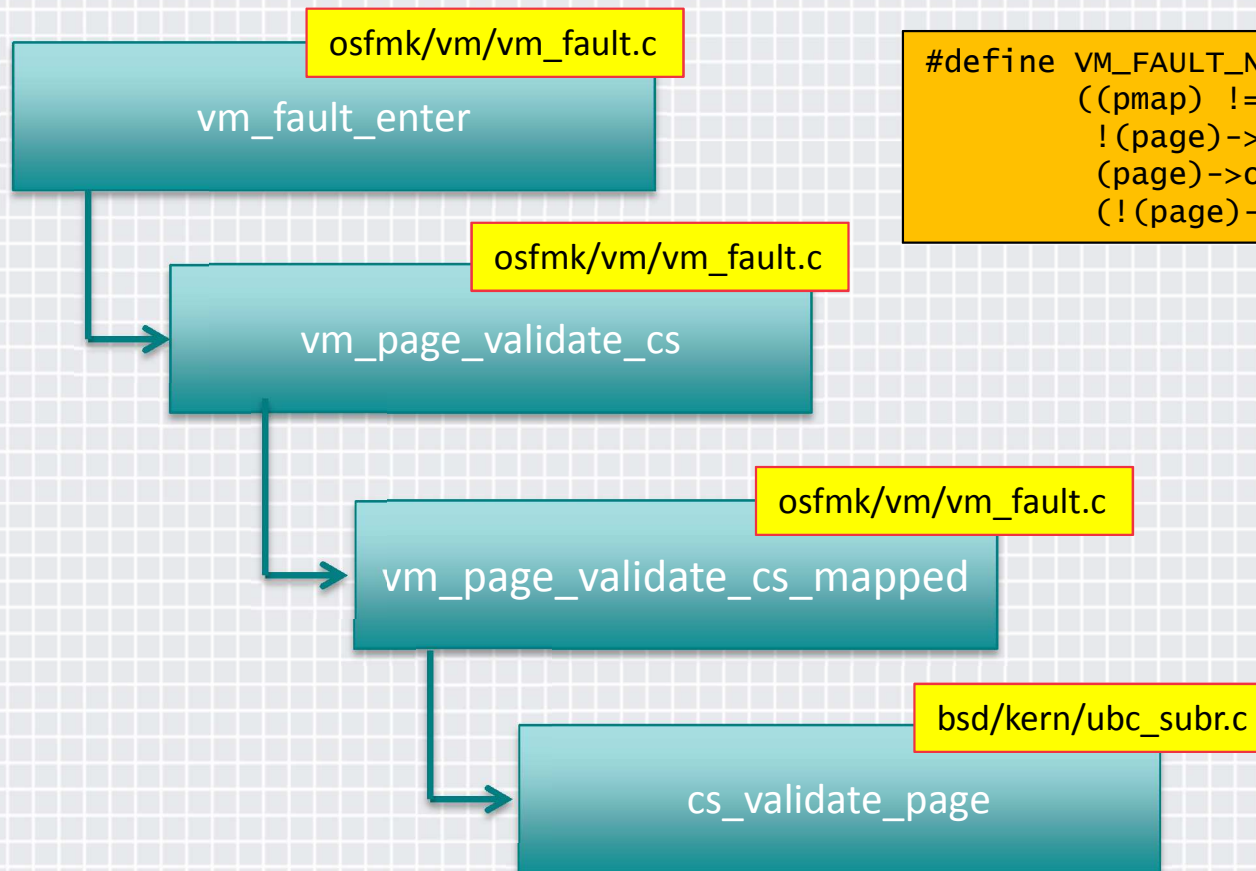 osfmk/vm/vm_fault.c
vm_fault_enter
#define VM_FAULT_
((pmap) !=
!(page)->
(page)->
(!(page)-
osfmk/vm/vm_fault.c
vm_page_validate_cs
osfmk/vm/vm_fault.c
vm_page_validate_cs_mapped
bsd/kern/ubc_subr.c
cs_validate_page